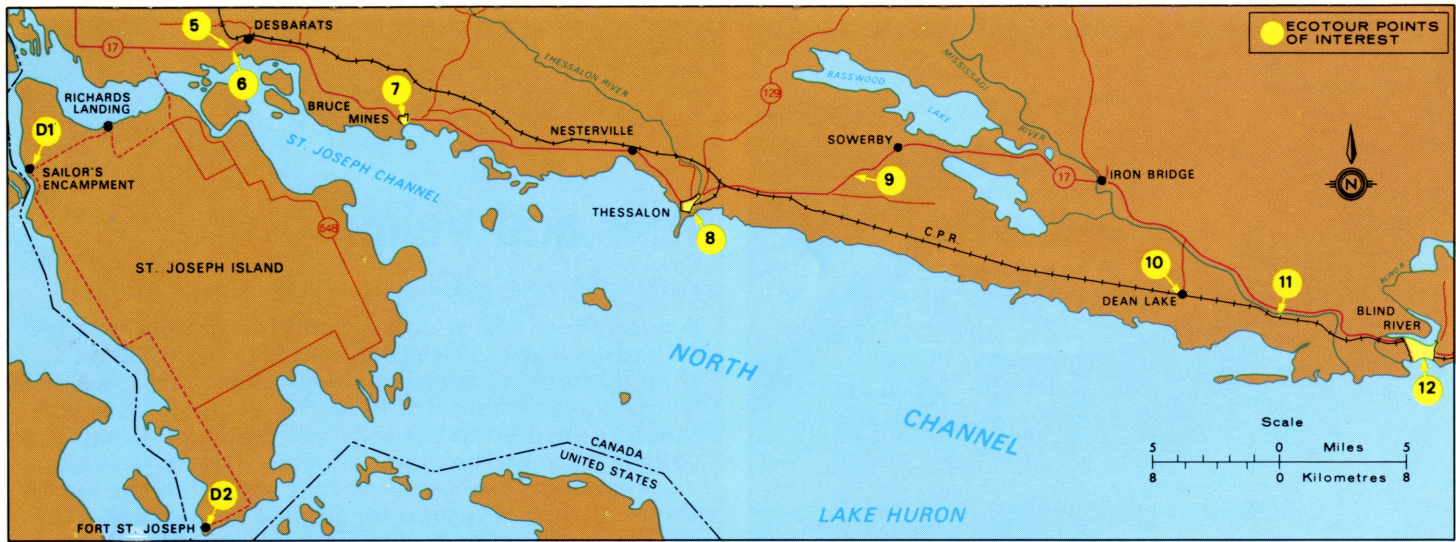 ECOTOUR POINTS
OF INTEREST
5
DESBARATS
17
6
RICHARDS
LANDING
D1
SAILOR'S
ENCAMPMENT
7
BRUCE
MINES
ST. JOSEPH CHANNEL
THESSALON RIVER
NESTERVILLE
129
BASSWOOD
LAKE
MISSISSAGI
RIVER
SOWERBY
9
17
IRON BRIDGE
N
THESSALON
8
C.P.R.
548
ST. JOSEPH ISLAND
10
DEAN LAKE
11
BLIND R.
BLIND
RIVER
12
NORTH
CHANNEL
Scale
5 0 Miles 5
8 0 Kilometres 8
CANADA
UNITED STATES
D2
FORT ST. JOSEPH
LAKE HURON